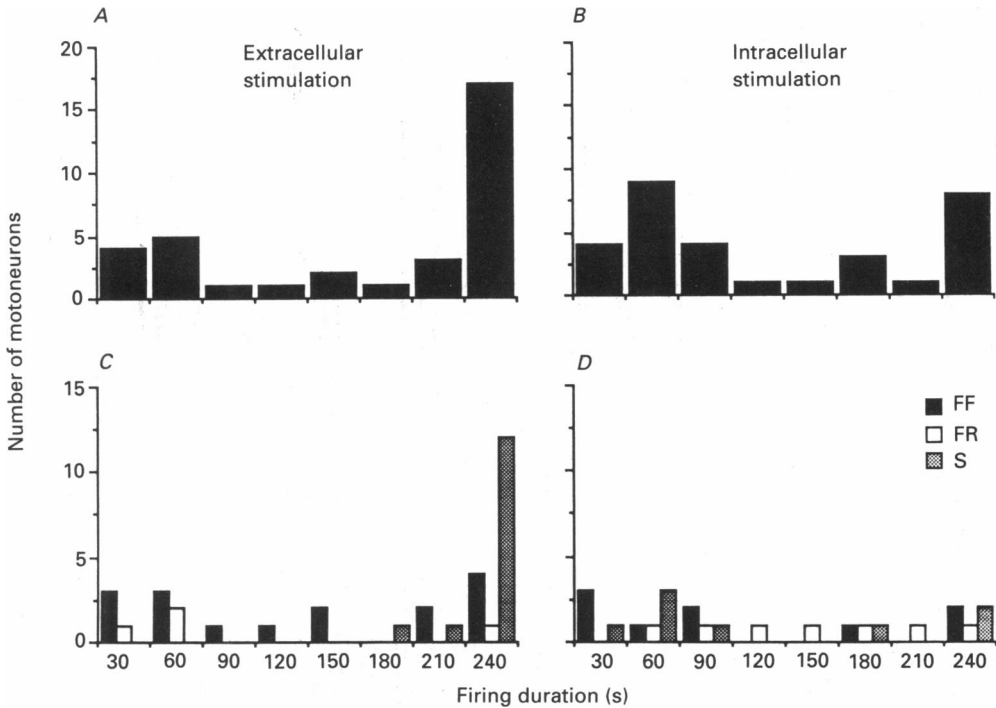 A
B
Extracellular
stimulation
Intracellular
stimulation
20
15
10
5
0
Number of motoneurons
C
D
15
10
5
0
FF
FR
S
30 60 90 120 150 180 210 240
30 60 90 120 150 180 210 240
Firing duration (s)